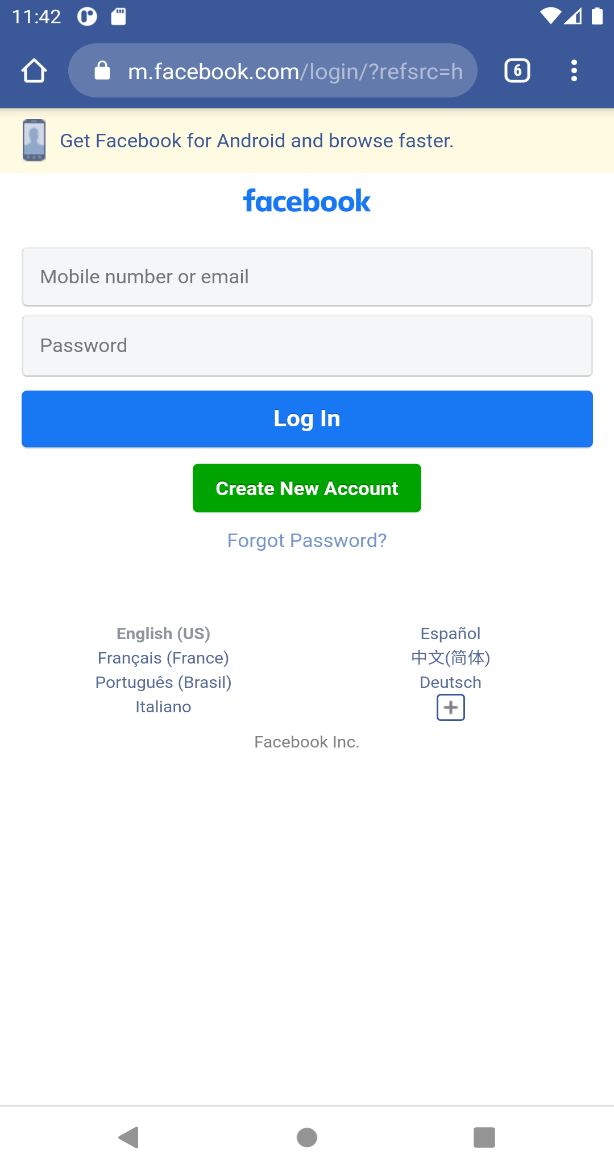 11:42
m.facebook.com/login/?refsrc=h
6
Get Facebook for Android and browse faster.
facebook
Mobile number or email
Password
Log In
Create New Account
Forgot Password?
English (US)
Español
Français (France)
中文(简体)
Português (Brasil)
Deutsch
Italiano
Facebook Inc.